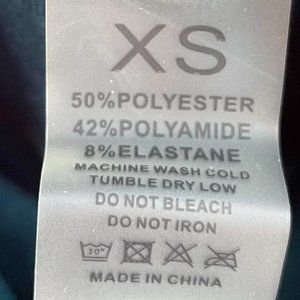 XS
50%POLYESTER
42%POLYAMIDE
8%ELASTANE
MACHINE WASH COLD
TUMBLE DRY LOW
DO NOT BLEACH
DO NOT IRON
30°
MADE IN CHINA